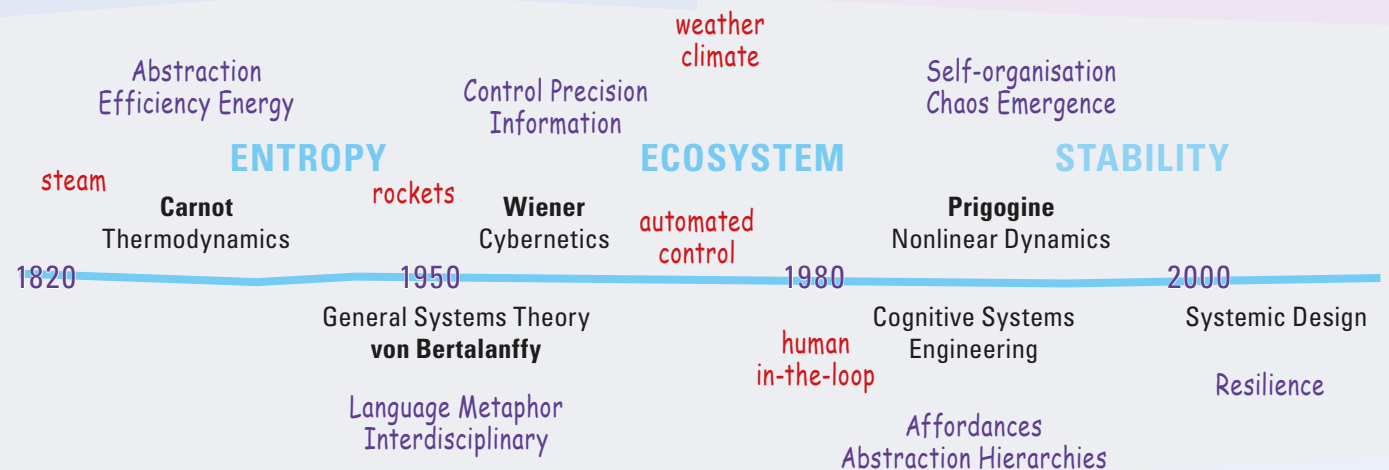 weather
climate
Abstraction
Efficiency Energy
Control Precision
Information
Self-organisation
Chaos Emergence
ENTROPY
ECOSYSTEM
STABILITY
steam
rockets
Carnot
Thermodynamics
Wiener
Cybernetics
automated
control
Prigogine
Nonlinear Dynamics
1820
1950
1980
2000
General Systems Theory
von Bertalanffy
human
in-the-loop
Cognitive Systems
Engineering
Systemic Design
Resilience
Language Metaphor
Interdisciplinary
Affordances
Abstraction Hierarchies